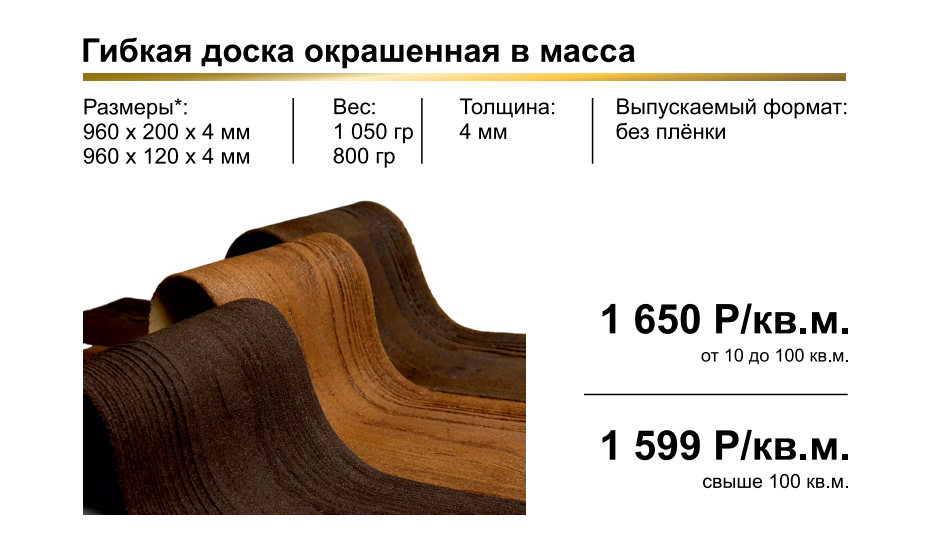 Гибкая доска окрашенная в масса
Размеры*:
960 х 200 х 4 мм
960 х 120 х 4 мм
Вес:
1 050 гр
800 гр
Толщина:
4 мм
Выпускаемый формат:
без плёнки
1 650 Р/кв.м.
от 10 до 100 кв.м.
1 599 Р/кв.м.
свыше 100 кв.м.